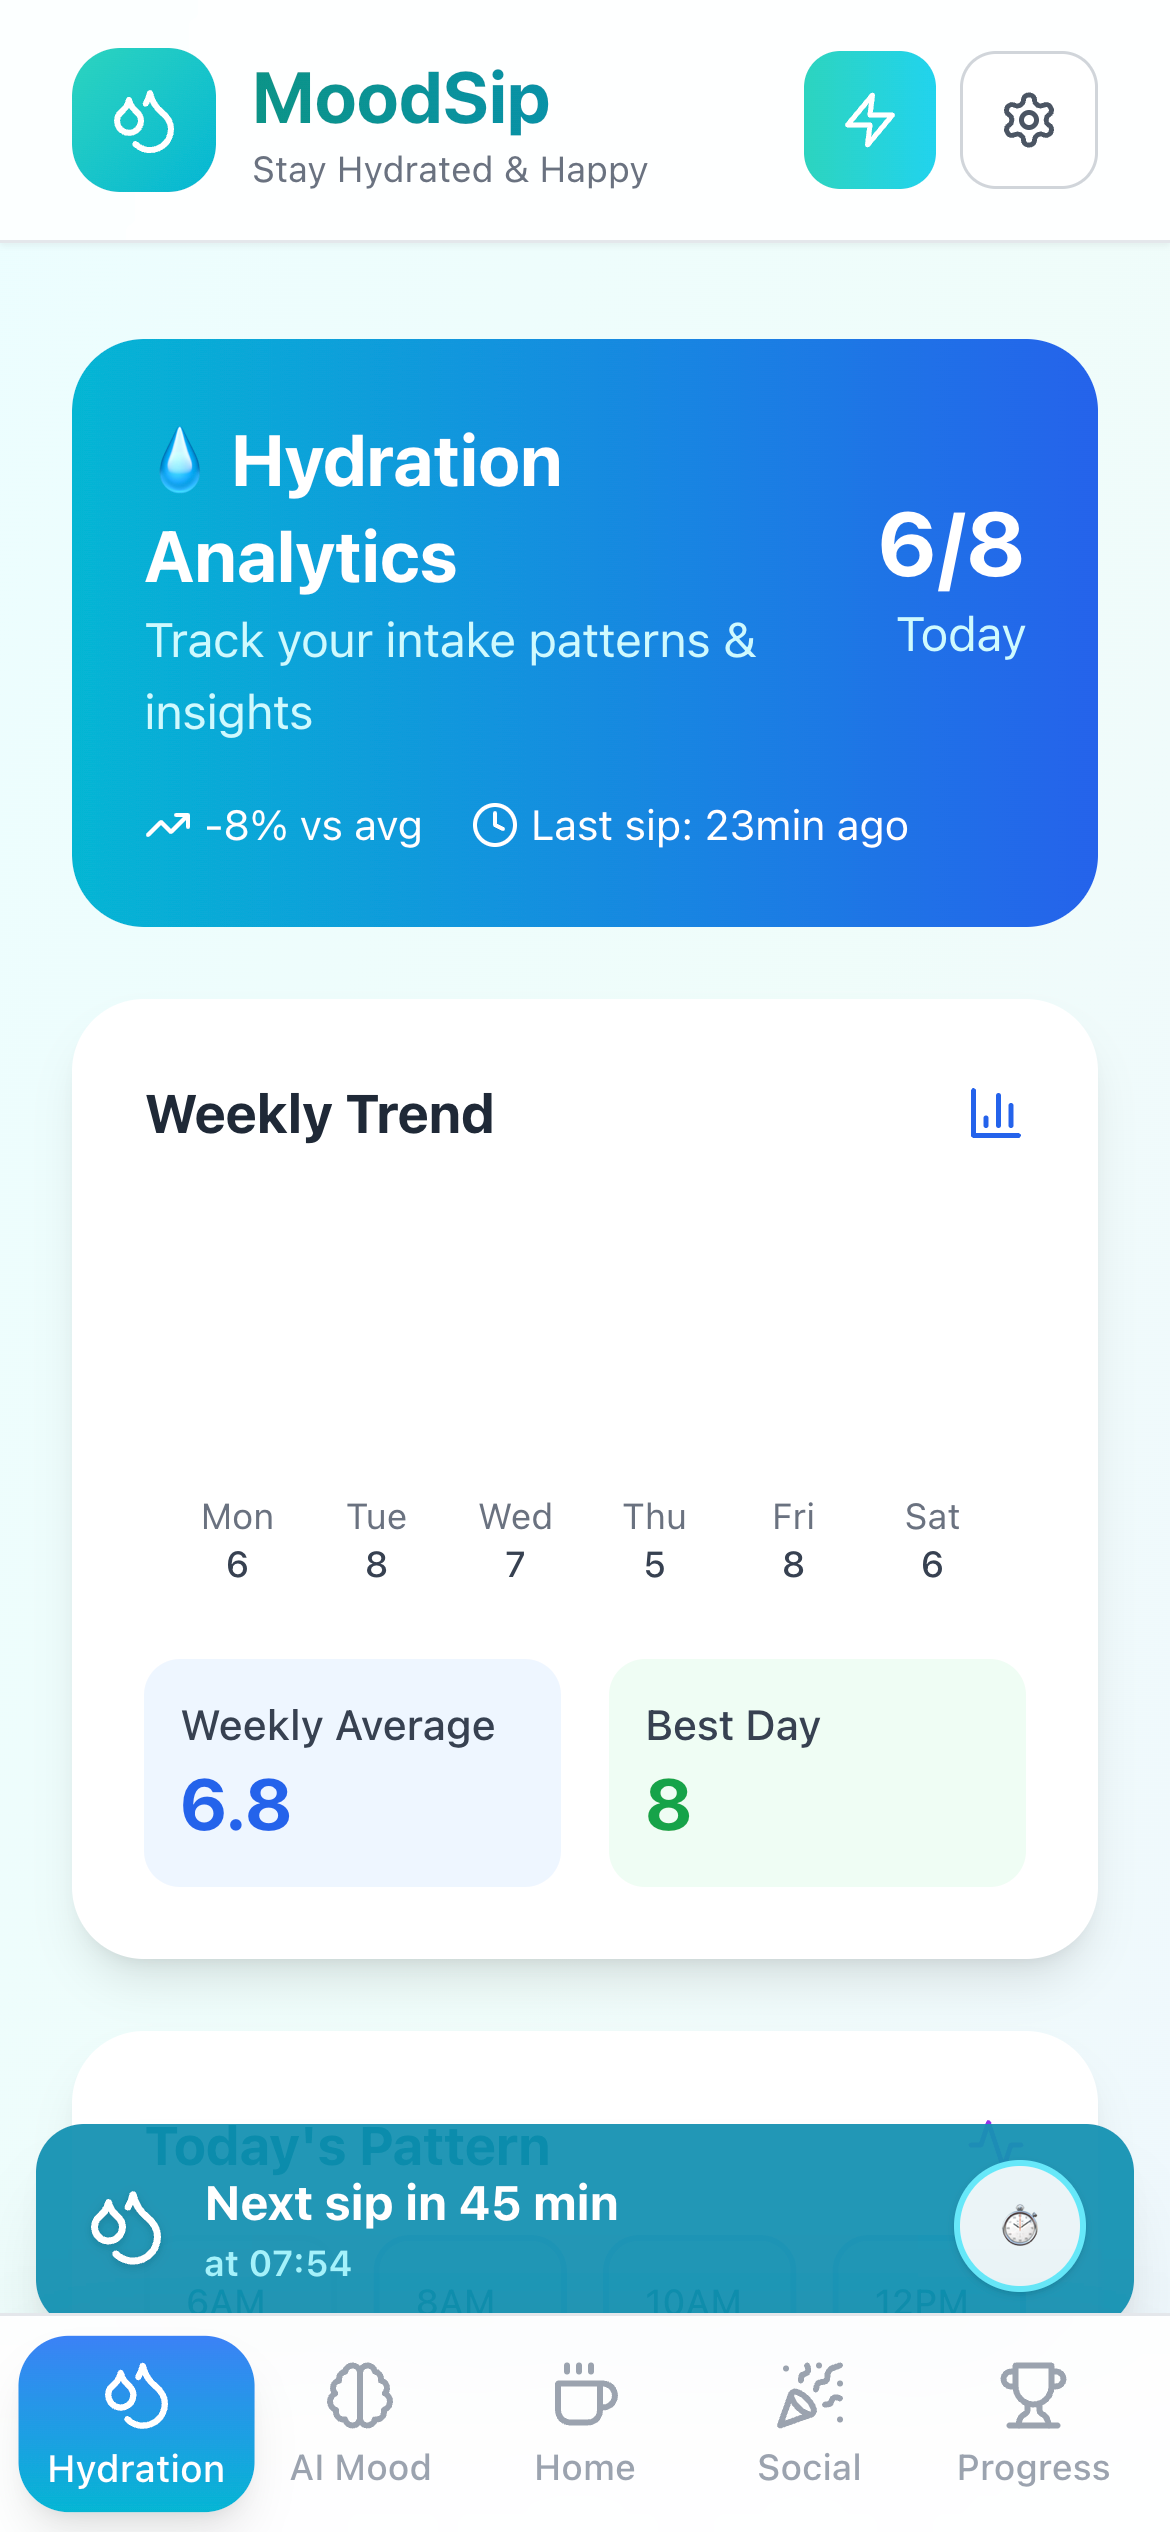 MoodSip
Stay Hydrated & Happy
💧 Hydration
Analytics
Track your intake patterns &
insights
6/8
Today
-8% vs avg
Last sip: 23min ago
Weekly Trend
Mon Tue Wed Thu Fri Sat
6 8 7 5 8 6
Weekly Average
6.8
Best Day
8
Today's Pattern
Next sip in 45 min
at 07:54
6AM 8AM 10AM 12PM
Hydration
AI Mood
Home
Social
Progress